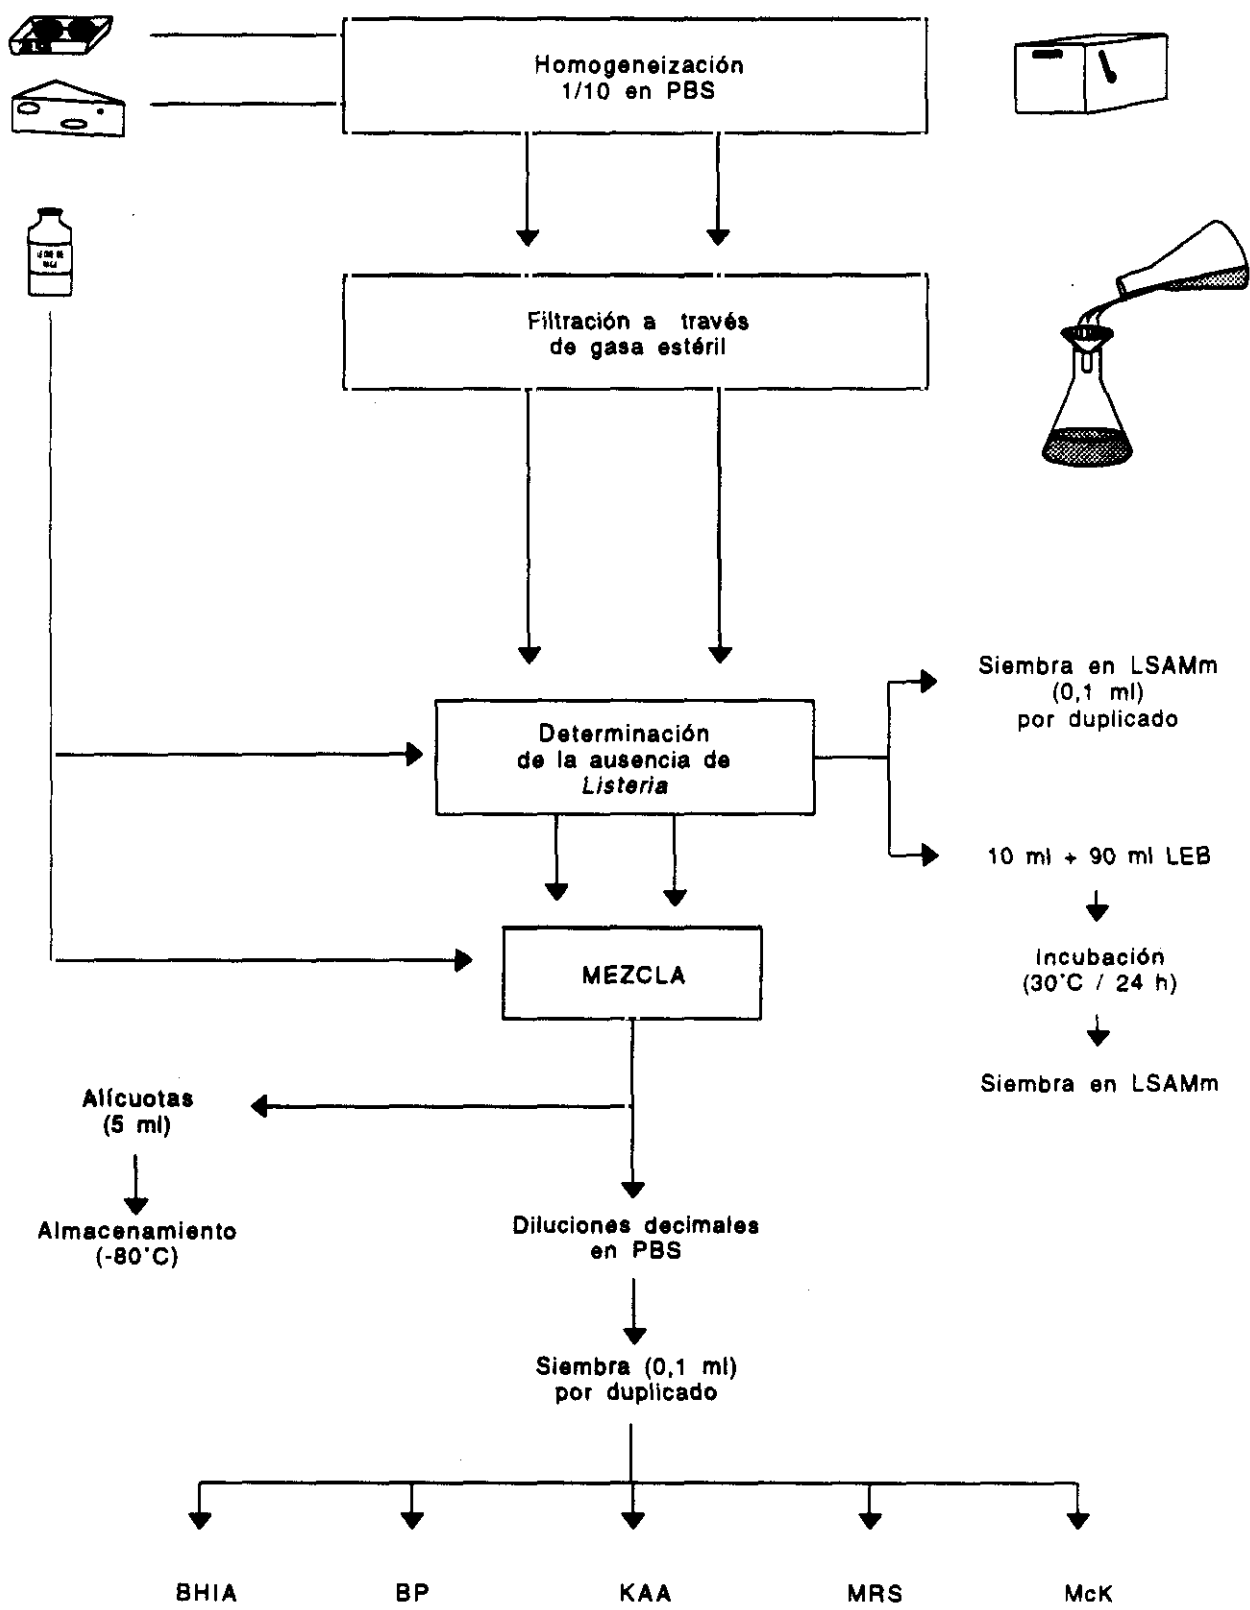 Homogeneización
1/10 en PBS
Filtración a través
de gasa estéril
Siembra en LSAMm
(0,1 ml)
por duplicado
Determinación
de la ausencia de
Listeria
10 ml + 90 ml LEB
Incubación
(30°C / 24 h)
MEZCLA
Siembra en LSAMm
Alícuotas
(5 ml)
Almacenamiento
(-80°C)
Diluciones decimales
en PBS
Siembra (0,1 ml)
por duplicado
BHIA
BP
KAA
MRS
McK